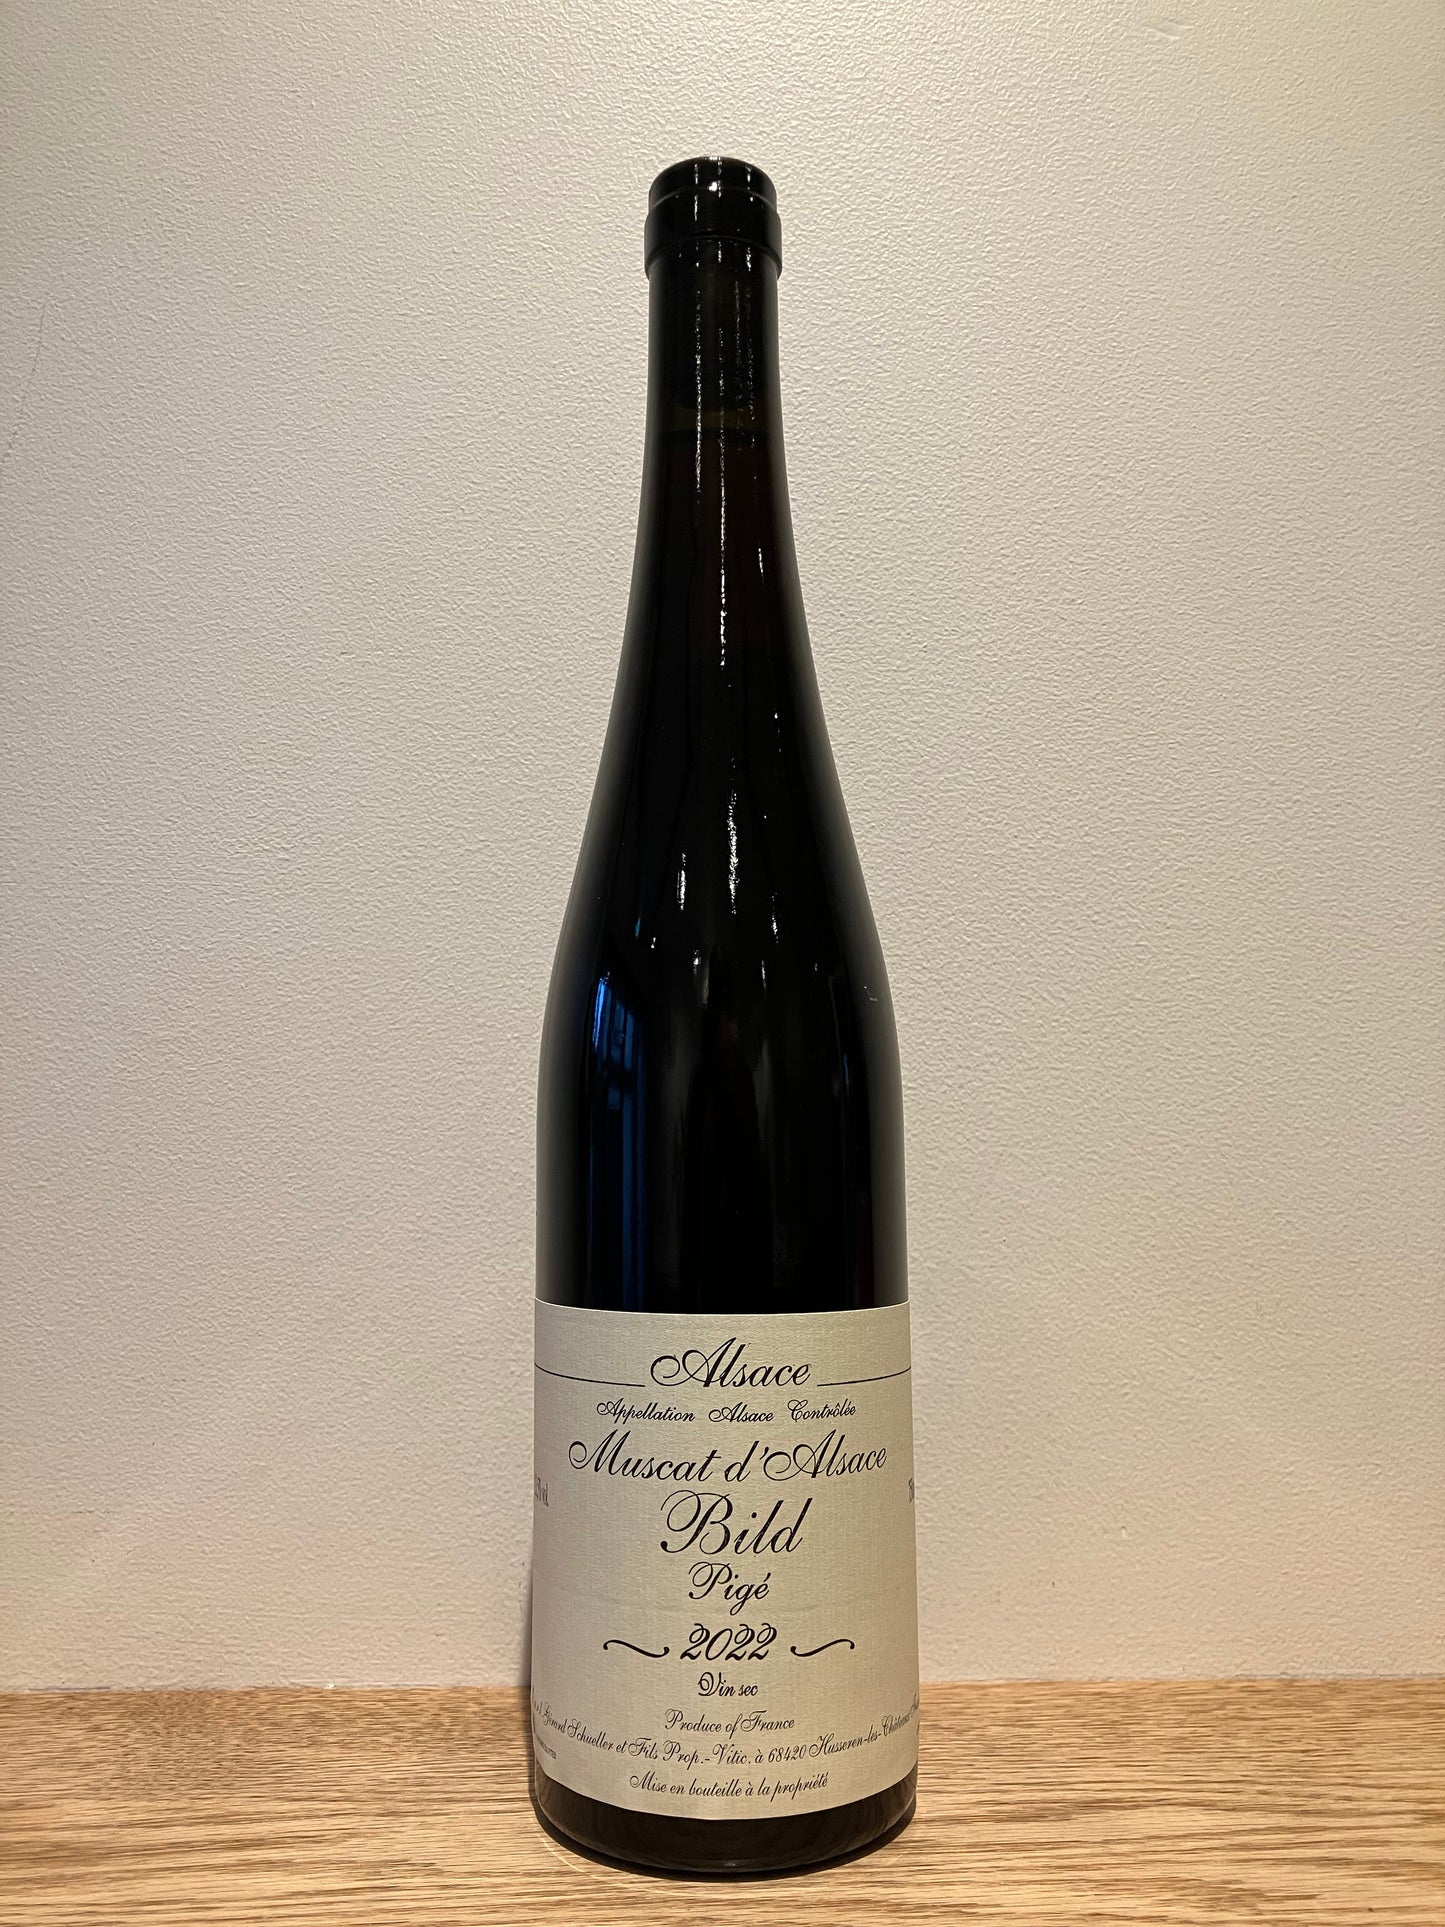 Alsace
Appellation Alsace Contrôlée
Muscat d'Alsace
Bild
Pigé
2022
Vin sec
Produce of France
Gérard Schueller et Fils Prop.-Vitic. à 68420 Husseren-les-Châteaux
Mise en bouteille à la propriété